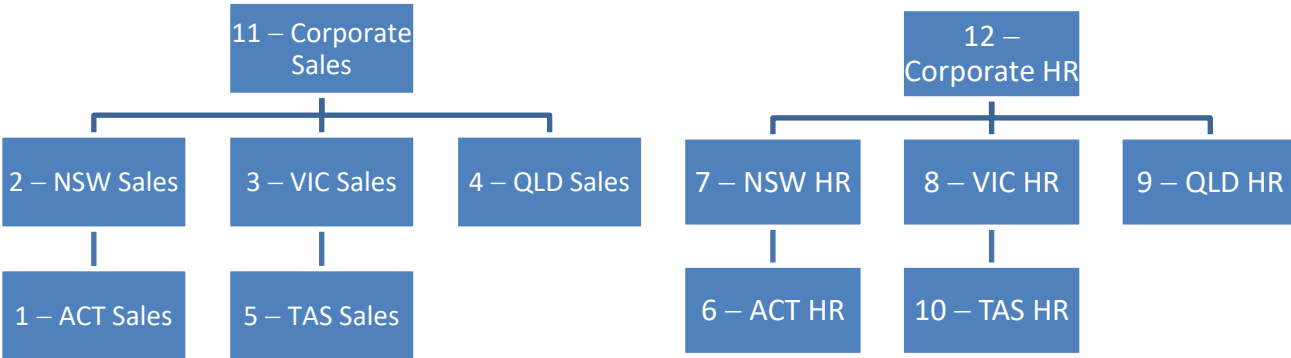 11 – Corporate
Sales
12 –
Corporate HR
2 – NSW Sales
3 – VIC Sales
4 – QLD Sales
7 – NSW HR
8 – VIC HR
9 – QLD HR
1 – ACT Sales
5 – TAS Sales
6 – ACT HR
10 – TAS HR